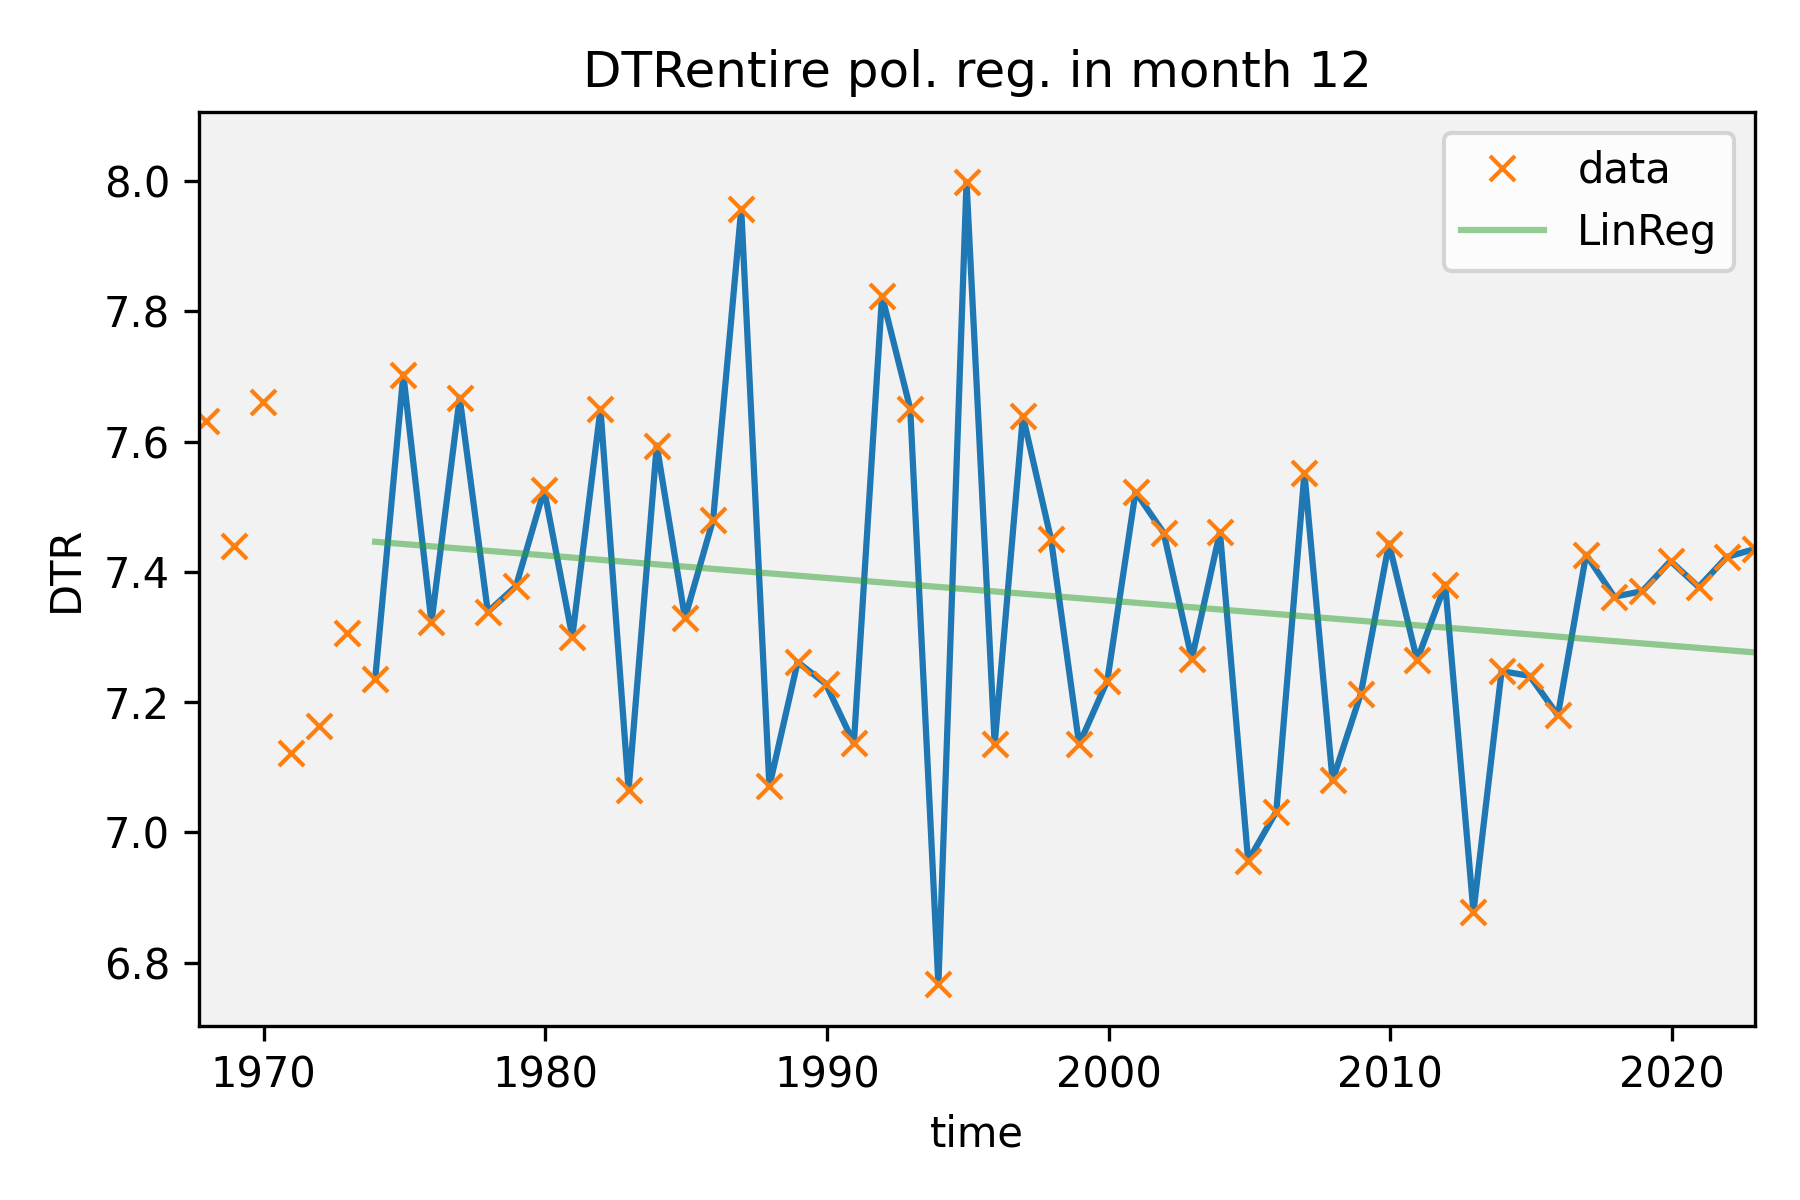 DTRentire pol. reg. in month 12
data
LinReg
DTR
8.0
7.8
7.6
7.4
7.2
7.0
6.8
1970 1980 1990 2000 2010 2020
time